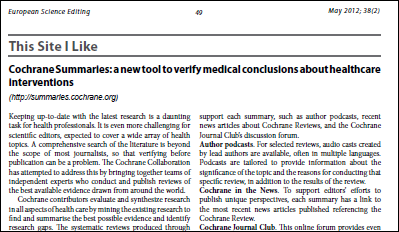 European Science Editing
49
May 2012; 38(2)
This Site I Like
Cochrane Summaries: a new tool to verify medical conclusions about healthcare
interventions
(http://summaries.cochrane.org)
Keeping up-to-date with the latest research is a daunting
task for health professionals. It is even more challenging for
scientific editors, expected to cover a wide array of health
topics. A comprehensive search of the literature is beyond
the scope of most journalists, so that verifying before
publication can be a problem. The Cochrane Collaboration
has attempted to address this by bringing together teams of
independent experts who conduct and publish reviews of
the best available evidence drawn from around the world.
Cochrane contributors evaluate and synthesize research
in all aspects of health care by mining the existing research to
find and summarise the best possible evidence and identify
research gaps. The systematic reviews produced through
support each summary, such as author podcasts, recent
news articles about Cochrane Reviews, and the Cochrane
Journal Club's discussion forum.
Author podcasts. For selected reviews, audio casts created
by lead authors are available, often in multiple languages.
Podcasts are tailored to provide information about the
significance of the topic and the reasons for conducting that
specific review, in addition to the results of the review.
Cochrane in the News. To support editors' efforts to
publish unique perspectives, each summary has a link to
the most recent news articles published referencing the
Cochrane Review.
Cochrane Journal Club. This online forum provides even